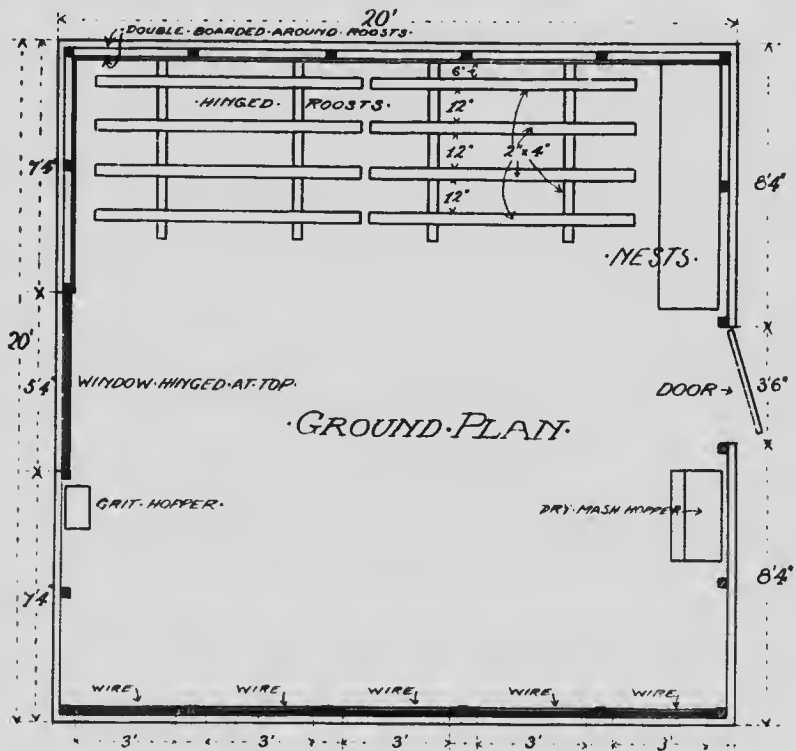 20'
DOUBLE·BOARDED·AROUND·ROOSTS·
6"
·HINGED· ROOSTS·
12"
12"
2"x4"
12"
7'4"
8'4"
·NESTS·
20'
5'4"
WINDOW·HINGED·AT·TOP·
DOOR
3'6"
·GROUND·PLAN·
GRIT·HOPPER·
DRY·MASH·HOPPER
7'4"
8'4"
WIRE WIRE WIRE WIRE WIRE
3' 3' 3' 3' 3'